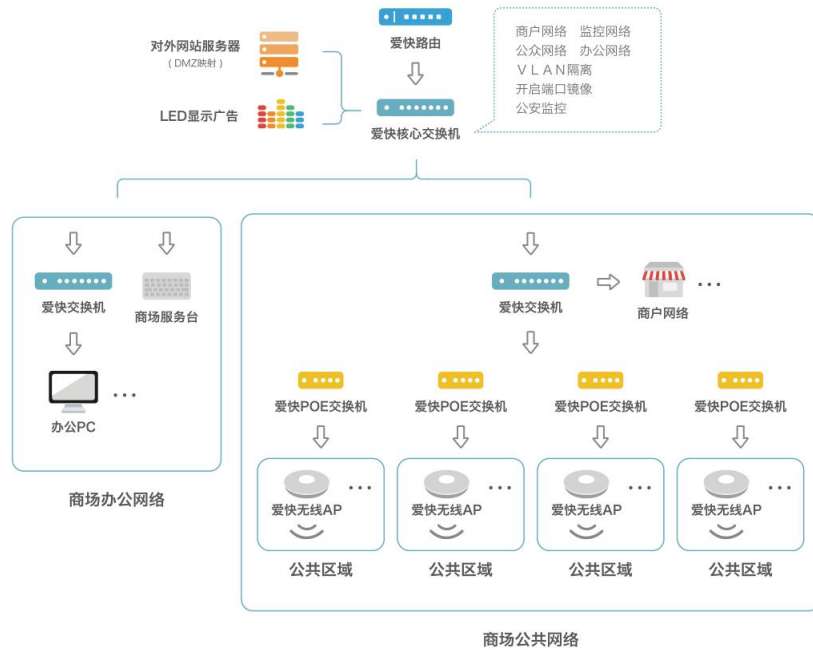 对外网站服务器
（DMZ映射）
LED显示广告
爱快路由
爱快核心交换机
商户网络 监控网络
公众网络 办公网络
ＶＬＡＮ隔离
开启端口镜像
公安监控
爱快交换机
商场服务台
办公PC
商场办公网络
爱快交换机
商户网络
爱快POE交换机
爱快POE交换机
爱快POE交换机
爱快POE交换机
爱快无线AP
爱快无线AP
爱快无线AP
爱快无线AP
公共区域
公共区域
公共区域
公共区域
商场公共网络